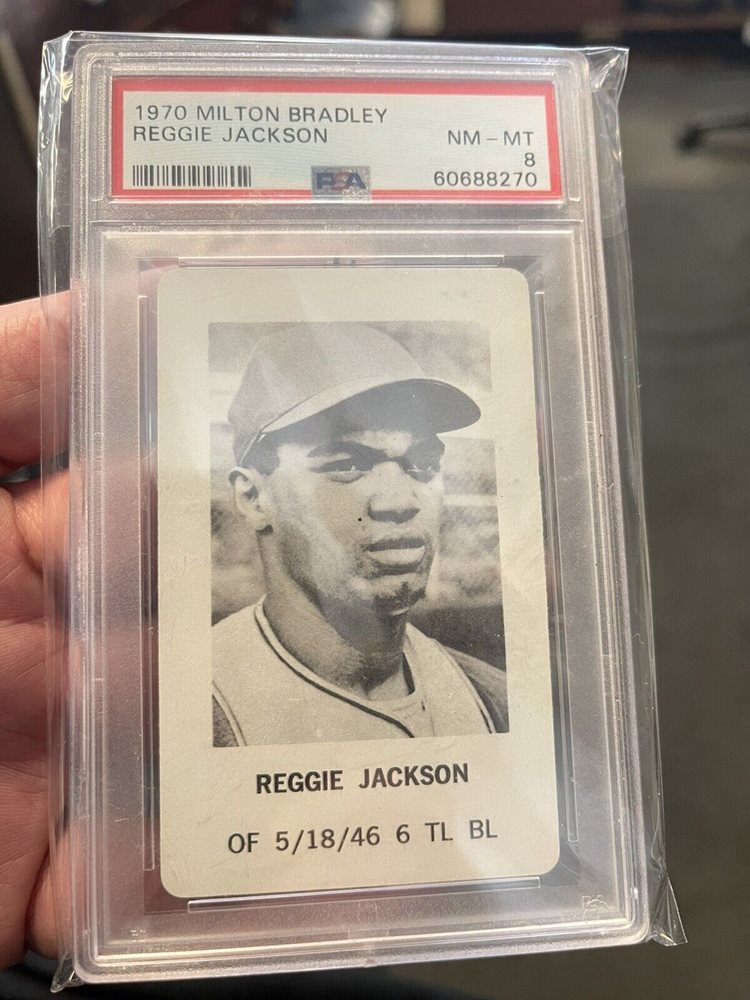 1970 MILTON BRADLEY
REGGIE JACKSON NM-MT
8
PSA 60688270
REGGIE JACKSON
OF 5/18/46 6 TL BL